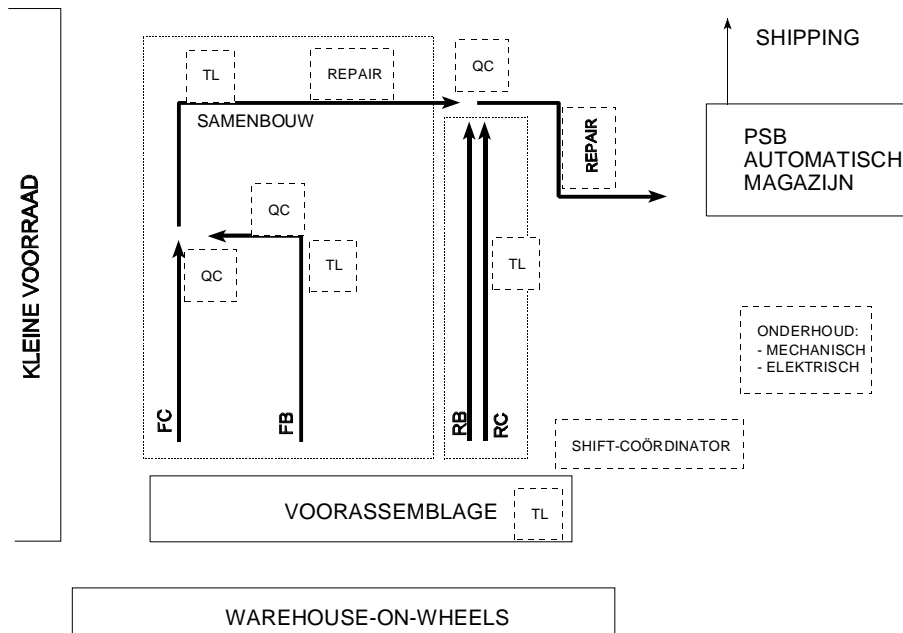 SHIPPING
TL
REPAIR
QC
SAMENBOUW
REPAIR
PSB
AUTOMATISCH
MAGAZIJN
KLEINE VOORRAAD
QC
QC
TL
TL
ONDERHOUD:
- MECHANISCH
- ELEKTRISCH
FC
FB
RB
RC
SHIFT-COÖRDINATOR
VOORASSEMBLAGE
TL
WAREHOUSE-ON-WHEELS